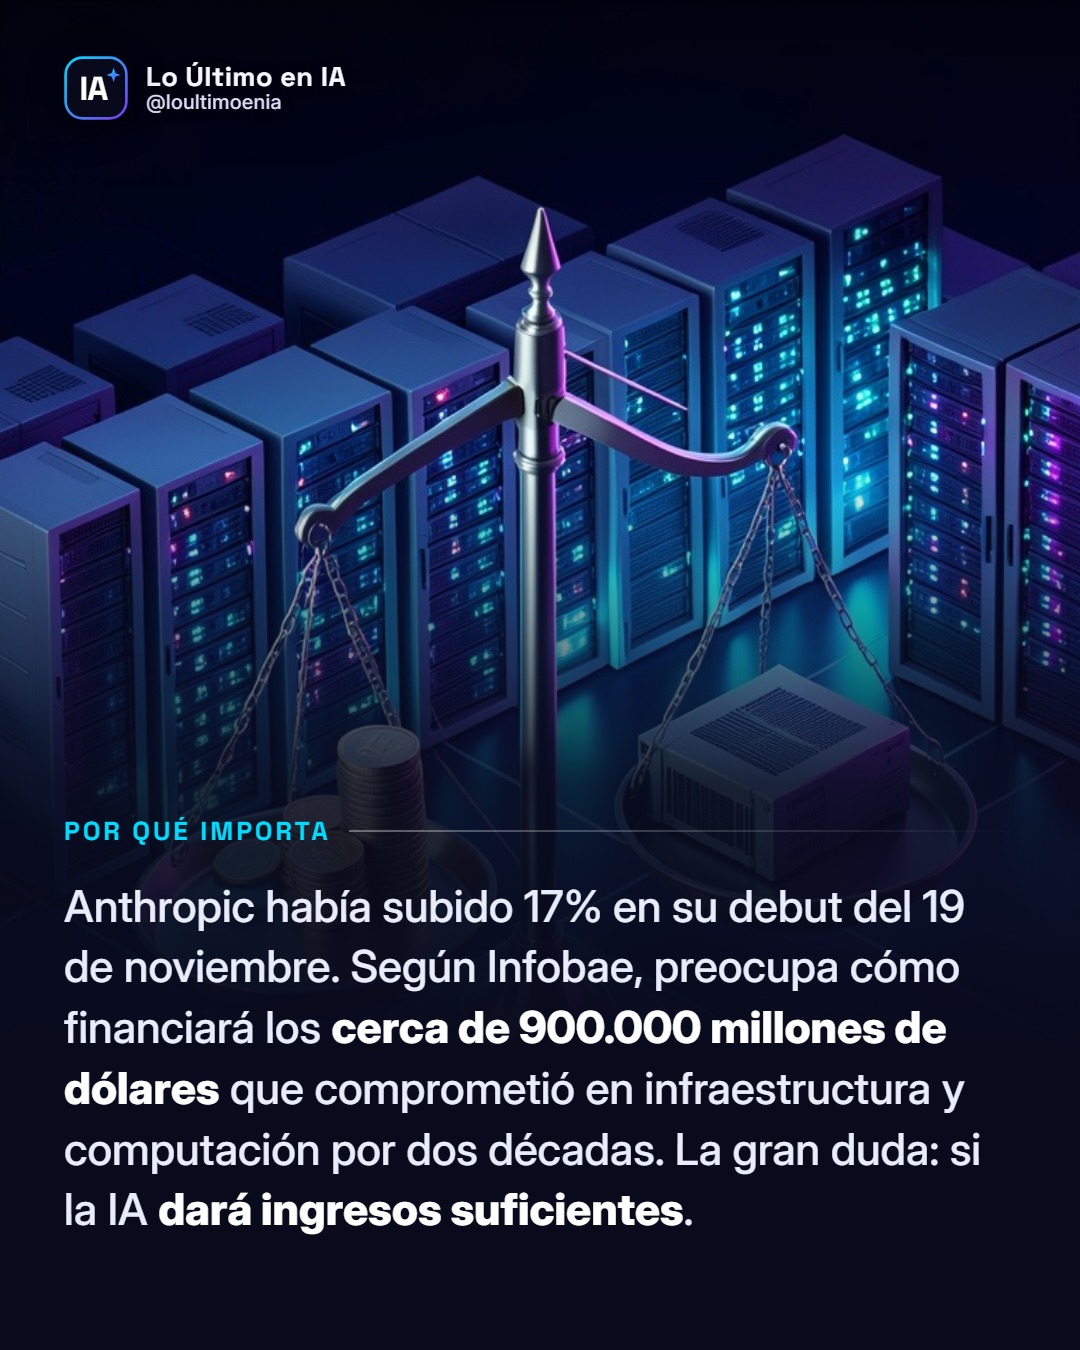 IA
Lo Último en IA
@loultimoenia
POR QUÉ IMPORTA
Anthropic había subido 17% en su debut del 19
de noviembre. Según Infobae, preocupa cómo
financiará los cerca de 900.000 millones de
dólares que comprometió en infraestructura y
computación por dos décadas. La gran duda: si
la IA dará ingresos suficientes.